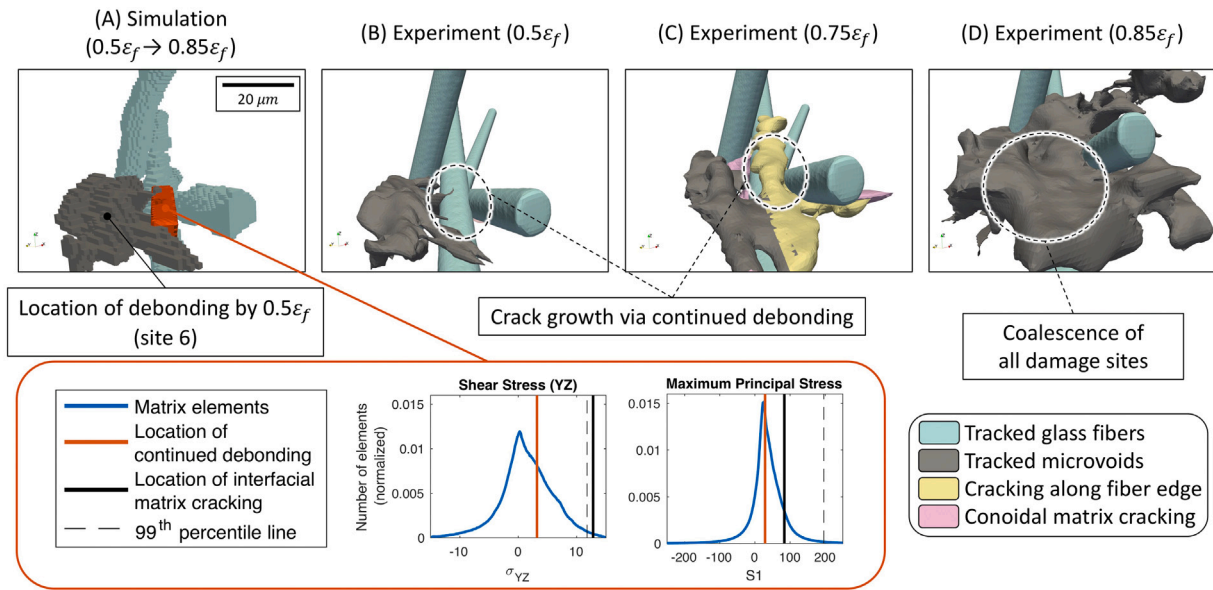 (A) Simulation
(0.5ε_f → 0.85ε_f)
(B) Experiment (0.5ε_f)
(C) Experiment (0.75ε_f)
(D) Experiment (0.85ε_f)
20 μm
Location of debonding by 0.5ε_f
(site 6)
Crack growth via continued debonding
Coalescence of
all damage sites
Matrix elements
Location of
continued debonding
Location of interfacial
matrix cracking
99th percentile line
Shear Stress (YZ)
Number of elements
(normalized)
0.015
0.01
0.005
0
-10
0
10
σ_YZ
Maximum Principal Stress
0.015
0.01
0.005
0
-200
-100
0
100
200
S1
Tracked glass fibers
Tracked microvoids
Cracking along fiber edge
Conoidal matrix cracking